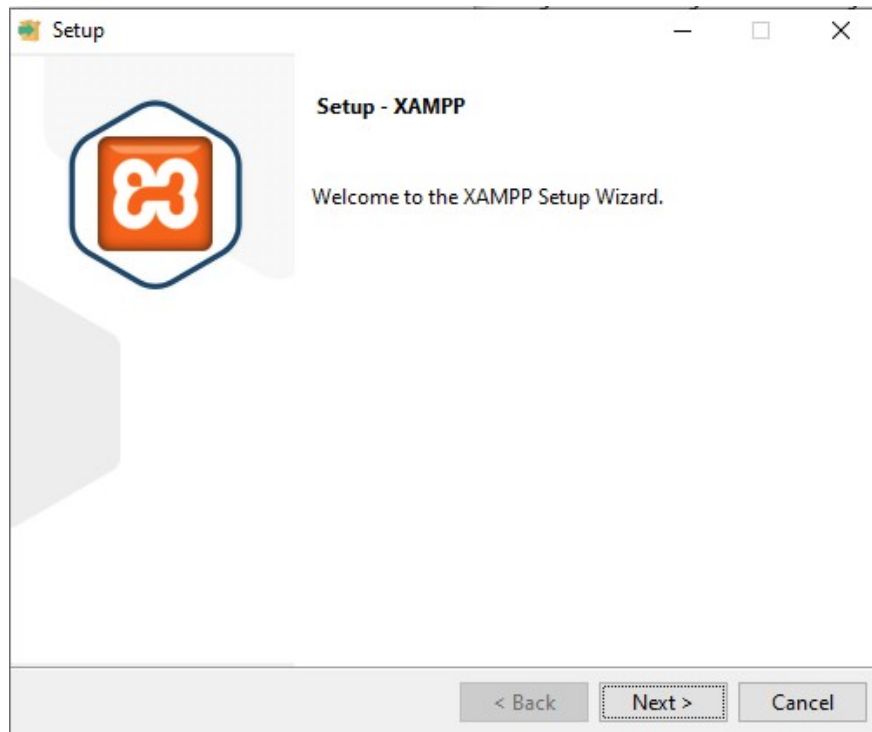 Setup
Setup - XAMPP
Welcome to the XAMPP Setup Wizard.
< Back
Next >
Cancel